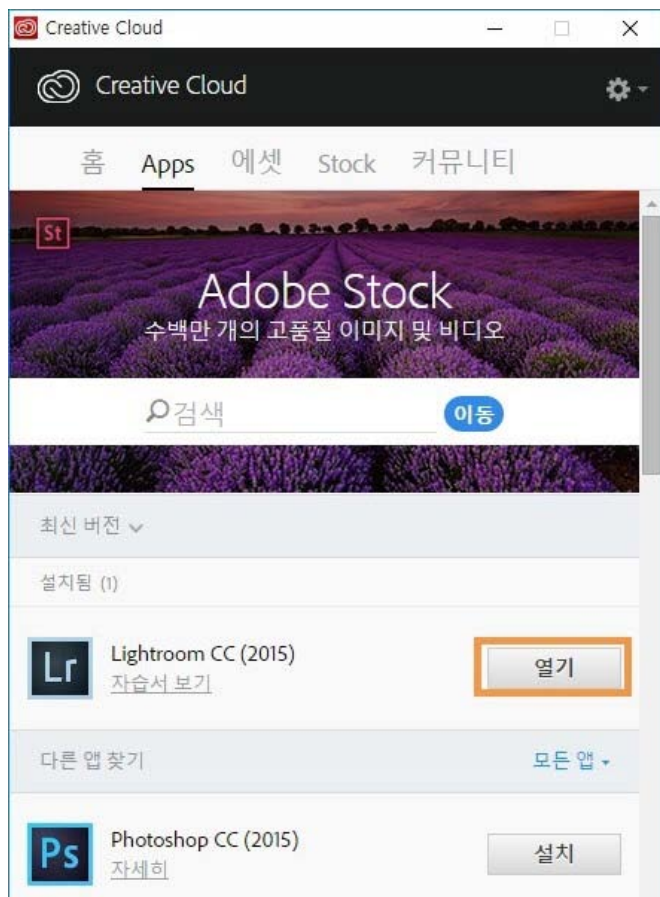 Creative Cloud
Creative Cloud
홈 Apps 에셋 Stock 커뮤니티
St
Adobe Stock
수백만 개의 고품질 이미지 및 비디오
검색 이동
최신 버전
설치됨 (1)
Lr
Lightroom CC (2015)
자습서 보기
열기
다른 앱 찾기 모든 앱
Ps
Photoshop CC (2015)
자세히
설치